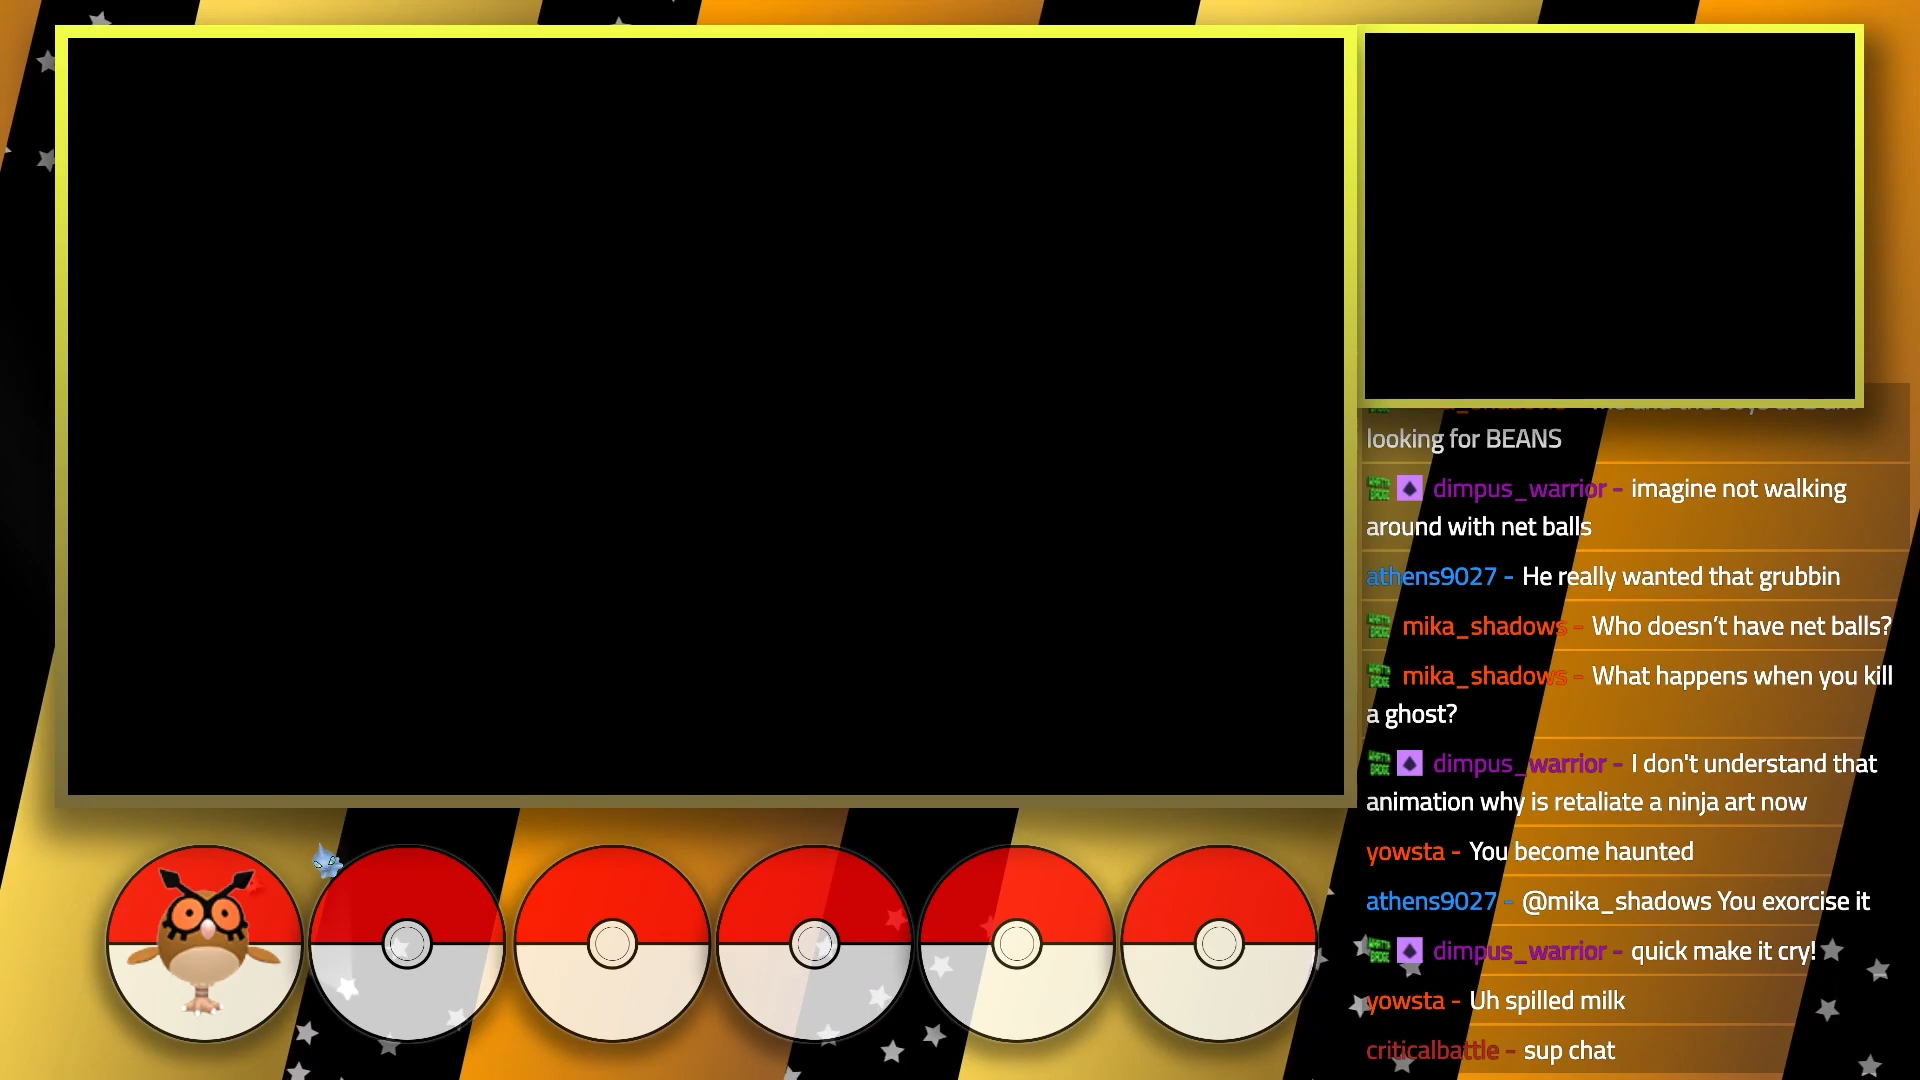 looking for BEANS
dimpus_warrior - imagine not walking
around with net balls
athens9027 - He really wanted that grubbin
mika_shadows - Who doesn’t have net balls?
mika_shadows - What happens when you kill
a ghost?
dimpus_warrior - I don't understand that
animation why is retaliate a ninja art now
yowsta - You become haunted
athens9027 - @mika_shadows You exorcise it
dimpus_warrior - quick make it cry!
yowsta - Uh spilled milk
criticalbattle - sup chat